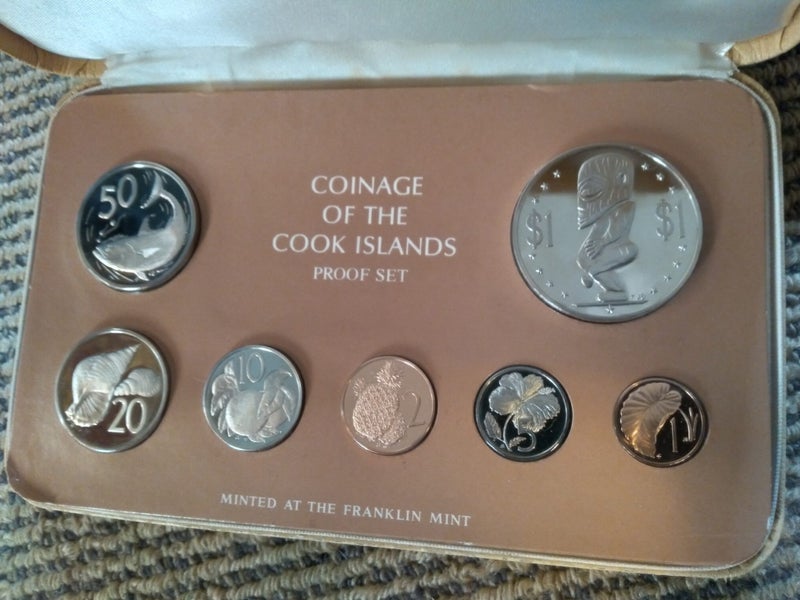 COINAGE
OF THE
COOK ISLANDS
PROOF SET
50
$1 $1
20
10
2
5
1
MINTED AT THE FRANKLIN MINT